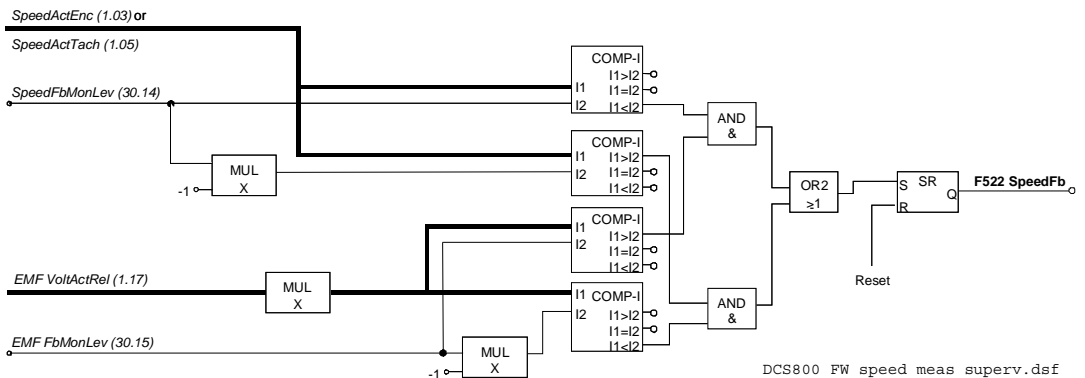 SpeedActEnc (1.03) or
SpeedActTach (1.05)
SpeedFbMonLev (30.14)
MUL
X
-1
COMP-I
I1>I2
I1=I2
I1<I2
I1
I2
COMP-I
I1>I2
I1=I2
I1<I2
I1
I2
COMP-I
I1>I2
I1=I2
I1<I2
I1
I2
COMP-I
I1>I2
I1=I2
I1<I2
I1
I2
EMF VoltActRel (1.17)
MUL
X
EMF FbMonLev (30.15)
MUL
X
-1
AND
&
AND
&
OR2
≥1
S SR Q
R
Reset
F522 SpeedFb
DCS800 FW speed meas superv.dsf